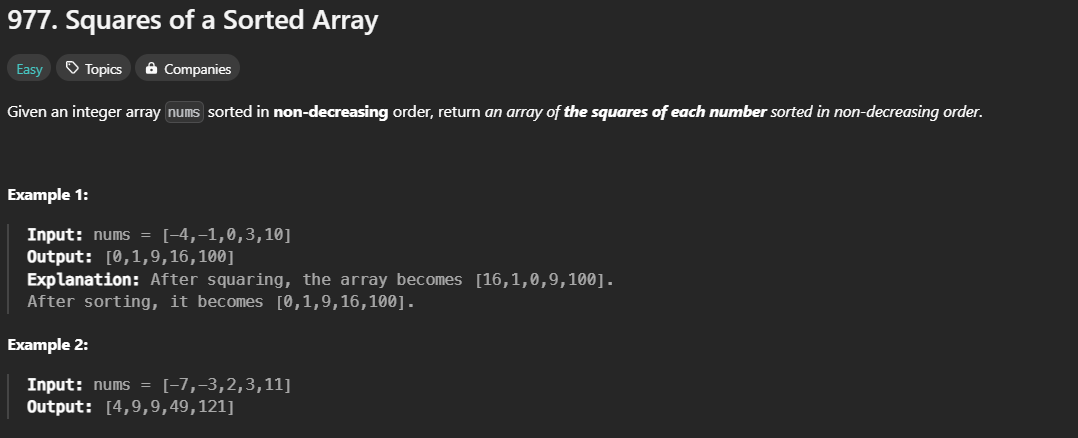 977. Squares of a Sorted Array
Easy Topics Companies
Given an integer array nums sorted in non-decreasing order, return an array of the squares of each number sorted in non-decreasing order.
Example 1:
Input: nums = [-4,-1,0,3,10]
Output: [0,1,9,16,100]
Explanation: After squaring, the array becomes [16,1,0,9,100].
After sorting, it becomes [0,1,9,16,100].
Example 2:
Input: nums = [-7,-3,2,3,11]
Output: [4,9,9,49,121]